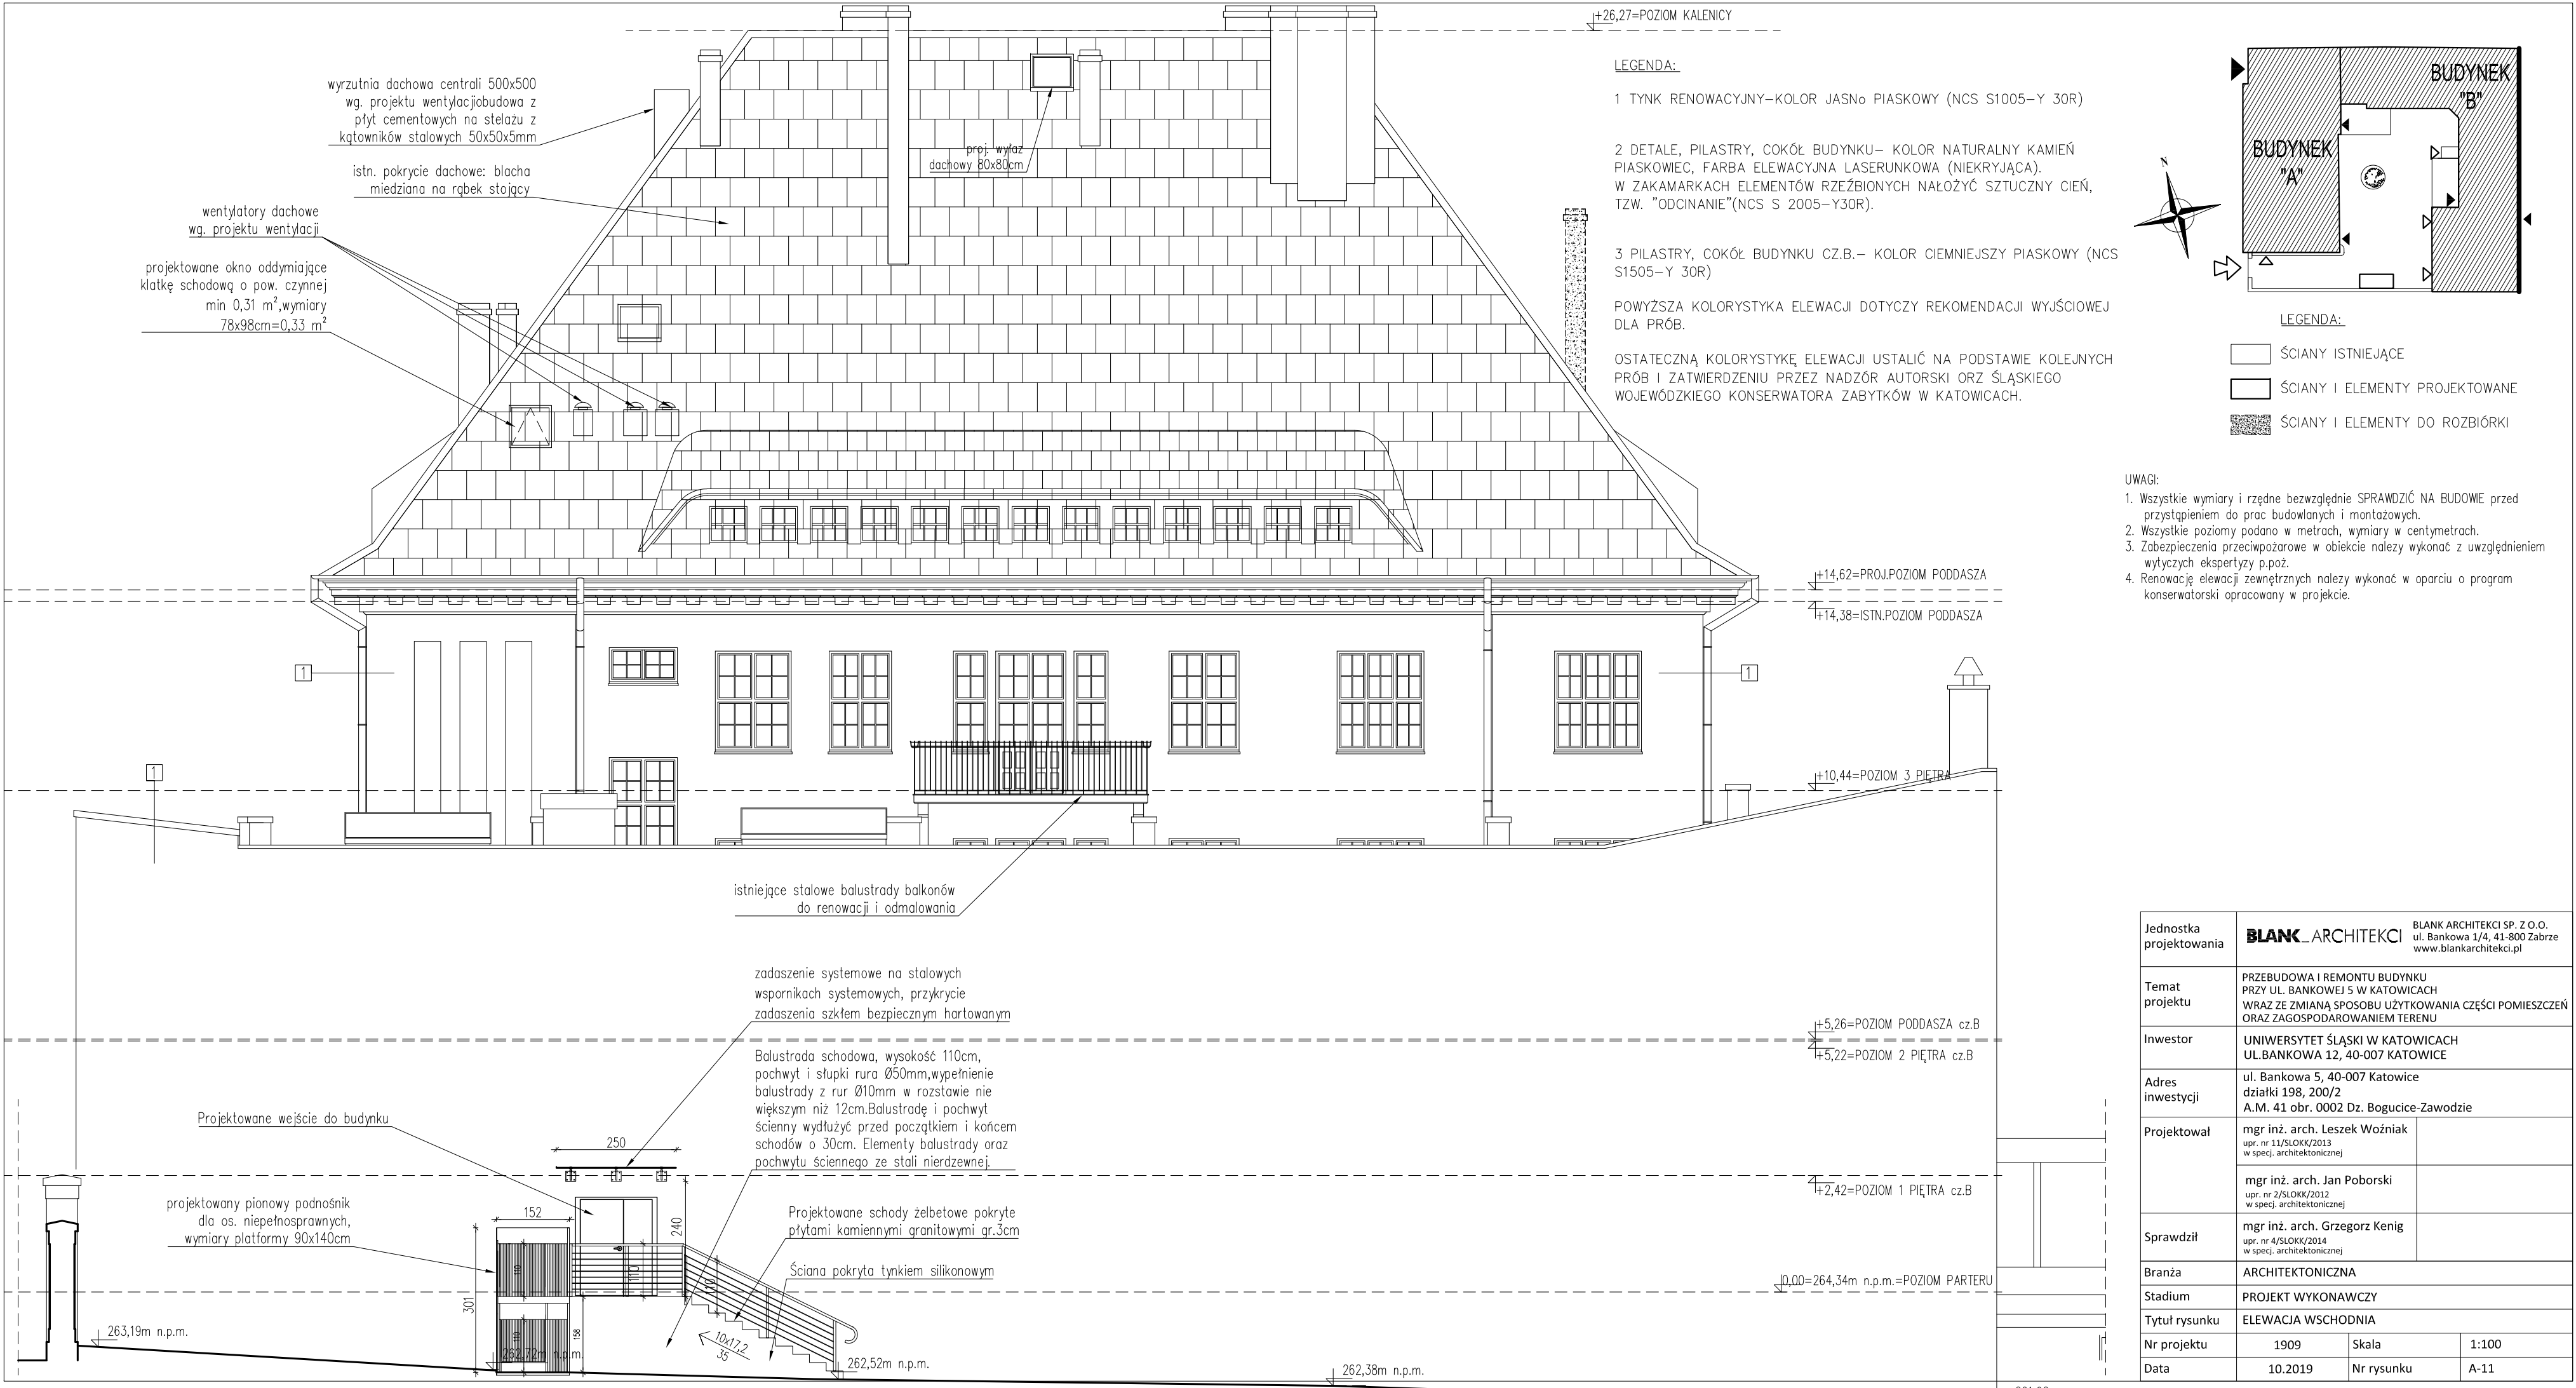 +26,27=POZIOM KALENICY
wyrzutnia dachowa centrali 500x500
wg. projektu wentylacjiobudowa z
płyt cementowych na stelażu z
kątowników stalowych 50x50x5mm
istn. pokrycie dachowe: blacha
miedziana na rąbek stojący
wentylatory dachowe
wg. projektu wentylacji
projektowane okno oddymiające
klatkę schodową o pow. czynnej
min 0,31 m²,wymiary
78x98cm=0,33 m²
proj. wyłaz
dachowy 80x80cm
LEGENDA:
1 TYNK RENOWACYJNY-KOLOR JASNo PIASKOWY (NCS S1005-Y 30R)
2 DETALE, PILASTRY, COKÓŁ BUDYNKU- KOLOR NATURALNY KAMIEŃ
PIASKOWIEC, FARBA ELEWACYJNA LASERUNKOWA (NIEKRYJĄCA).
W ZAKAMARKACH ELEMENTÓW RZEŹBIONYCH NAŁOŻYĆ SZTUCZNY CIEŃ,
TZW. "ODCINANIE"(NCS S 2005-Y30R).
3 PILASTRY, COKÓŁ BUDYNKU CZ.B.- KOLOR CIEMNIEJSZY PIASKOWY (NCS
S1505-Y 30R)
POWYŻSZA KOLORYSTYKA ELEWACJI DOTYCZY REKOMENDACJI WYJŚCIOWEJ
DLA PRÓB.
OSTATECZNĄ KOLORYSTYKĘ ELEWACJI USTALIĆ NA PODSTAWIE KOLEJNYCH
PRÓB I ZATWIERDZENIU PRZEZ NADZÓR AUTORSKI ORZ ŚLĄSKIEGO
WOJEWÓDZKIEGO KONSERWATORA ZABYTKÓW W KATOWICACH.
BUDYNEK
"B"
BUDYNEK
"A"
N
LEGENDA:
ŚCIANY ISTNIEJĄCE
ŚCIANY I ELEMENTY PROJEKTOWANE
ŚCIANY I ELEMENTY DO ROZBIÓRKI
UWAGI:
1. Wszystkie wymiary i rzędne bezwzględnie SPRAWDZIĆ NA BUDOWIE przed
przystąpieniem do prac budowlanych i montażowych.
2. Wszystkie poziomy podano w metrach, wymiary w centymetrach.
3. Zabezpieczenia przeciwpożarowe w obiekcie nalezy wykonać z uwzględnieniem
wytyczych ekspertyzy p.poż.
4. Renowację elewacji zewnętrznych nalezy wykonać w oparciu o program
konserwatorski opracowany w projekcie.
+14,62=PROJ.POZIOM PODDASZA
+14,38=ISTN.POZIOM PODDASZA
1
1
1
+10,44=POZIOM 3 PIĘTRA
istniejące stalowe balustrady balkonów
do renowacji i odmalowania
zadaszenie systemowe na stalowych
wspornikach systemowych, przykrycie
zadaszenia szkłem bezpiecznym hartowanym
+5,26=POZIOM PODDASZA cz.B
+5,22=POZIOM 2 PIĘTRA cz.B
Balustrada schodowa, wysokość 110cm,
pochwyt i słupki rura Ø50mm,wypełnienie
balustrady z rur Ø10mm w rozstawie nie
większym niż 12cm.Balustradę i pochwyt
ścienny wydłużyć przed początkiem i końcem
schodów o 30cm. Elementy balustrady oraz
pochwytu ściennego ze stali nierdzewnej.
Projektowane wejście do budynku
250
+2,42=POZIOM 1 PIĘTRA cz.B
projektowany pionowy podnośnik
dla os. niepełnosprawnych,
wymiary platformy 90x140cm
152
240
Projektowane schody żelbetowe pokryte
płytami kamiennymi granitowymi gr.3cm
Ściana pokryta tynkiem silikonowym
110
110
110
301
110
158
10x17,2
35
0,00=264,34m n.p.m.=POZIOM PARTERU
263,19m n.p.m.
262,72m n.p.m.
262,52m n.p.m.
262,38m n.p.m.
Jednostka
projektowania
BLANK_ARCHITEKCI
BLANK ARCHITEKCI SP. Z O.O.
ul. Bankowa 1/4, 41-800 Zabrze
www.blankarchitekci.pl
Temat
projektu
PRZEBUDOWA I REMONTU BUDYNKU
PRZY UL. BANKOWEJ 5 W KATOWICACH
WRAZ ZE ZMIANĄ SPOSOBU UŻYTKOWANIA CZĘŚCI POMIESZCZEŃ
ORAZ ZAGOSPODAROWANIEM TERENU
Inwestor
UNIWERSYTET ŚLĄSKI W KATOWICACH
UL.BANKOWA 12, 40-007 KATOWICE
Adres
inwestycji
ul. Bankowa 5, 40-007 Katowice
działki 198, 200/2
A.M. 41 obr. 0002 Dz. Bogucice-Zawodzie
Projektował
mgr inż. arch. Leszek Woźniak
upr. nr 11/SLOKK/2013
w specj. architektonicznej
mgr inż. arch. Jan Poborski
upr. nr 2/SLOKK/2012
w specj. architektonicznej
Sprawdził
mgr inż. arch. Grzegorz Kenig
upr. nr 4/SLOKK/2014
w specj. architektonicznej
Branża ARCHITEKTONICZNA
Stadium PROJEKT WYKONAWCZY
Tytuł rysunku ELEWACJA WSCHODNIA
Nr projektu 1909 Skala 1:100
Data 10.2019 Nr rysunku A-11